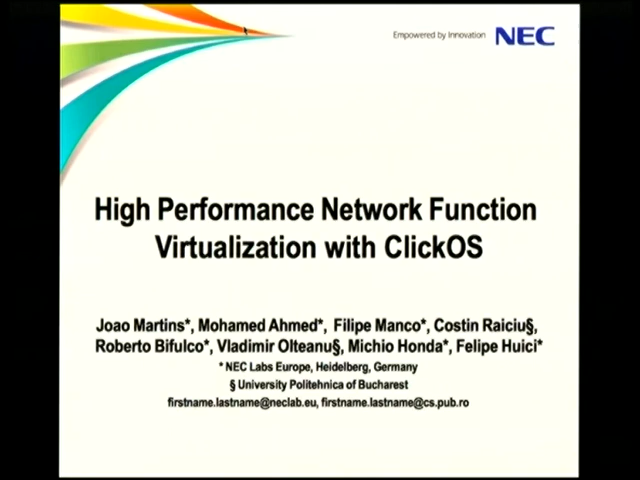 Empowered by Innovation NEC
High Performance Network Function
Virtualization with ClickOS
Joao Martins*, Mohamed Ahmed*, Filipe Manco*, Costin Raiciu§,
Roberto Bifulco*, Vladimir Olteanu§, Michio Honda*, Felipe Huici*
* NEC Labs Europe, Heidelberg, Germany
§ University Politehnica of Bucharest
firstname.lastname@neclab.eu, firstname.lastname@cs.pub.ro